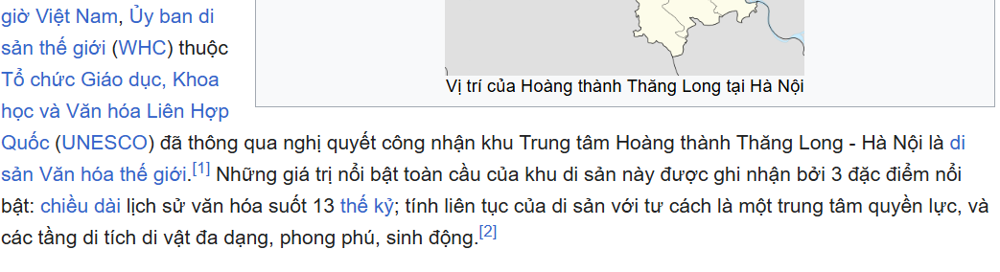 giờ Việt Nam, Ủy ban di
sản thế giới (WHC) thuộc
Tổ chức Giáo dục, Khoa
học và Văn hóa Liên Hợp
Vị trí của Hoàng thành Thăng Long tại Hà Nội
Quốc (UNESCO) đã thông qua nghị quyết công nhận khu Trung tâm Hoàng thành Thăng Long - Hà Nội là di
sản Văn hóa thế giới.[1] Những giá trị nổi bật toàn cầu của khu di sản này được ghi nhận bởi 3 đặc điểm nổi
bật: chiều dài lịch sử văn hóa suốt 13 thế kỷ; tính liên tục của di sản với tư cách là một trung tâm quyền lực, và
các tầng di tích di vật đa dạng, phong phú, sinh động.[2]